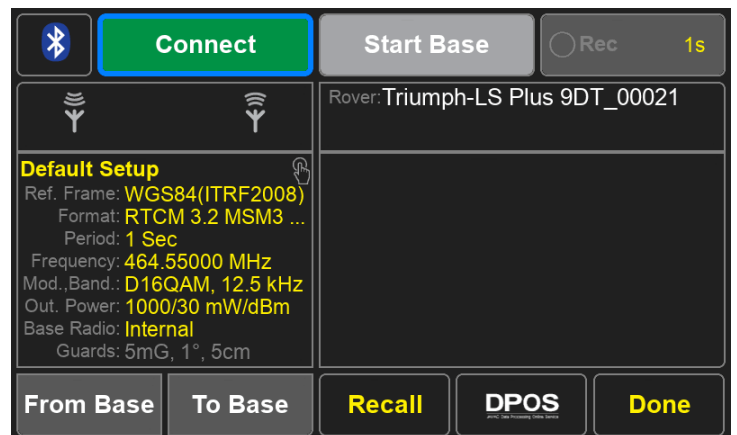 Connect
Start Base
Rec 1s
Rover:Triumph-LS Plus 9DT_00021
Default Setup
Ref. Frame: WGS84(ITRF2008)
Format: RTCM 3.2 MSM3 ...
Period: 1 Sec
Frequency: 464.55000 MHz
Mod.,Band.: D16QAM, 12.5 kHz
Out. Power: 1000/30 mW/dBm
Base Radio: Internal
Guards: 5mG, 1°, 5cm
From Base
To Base
Recall
DPOS
Done